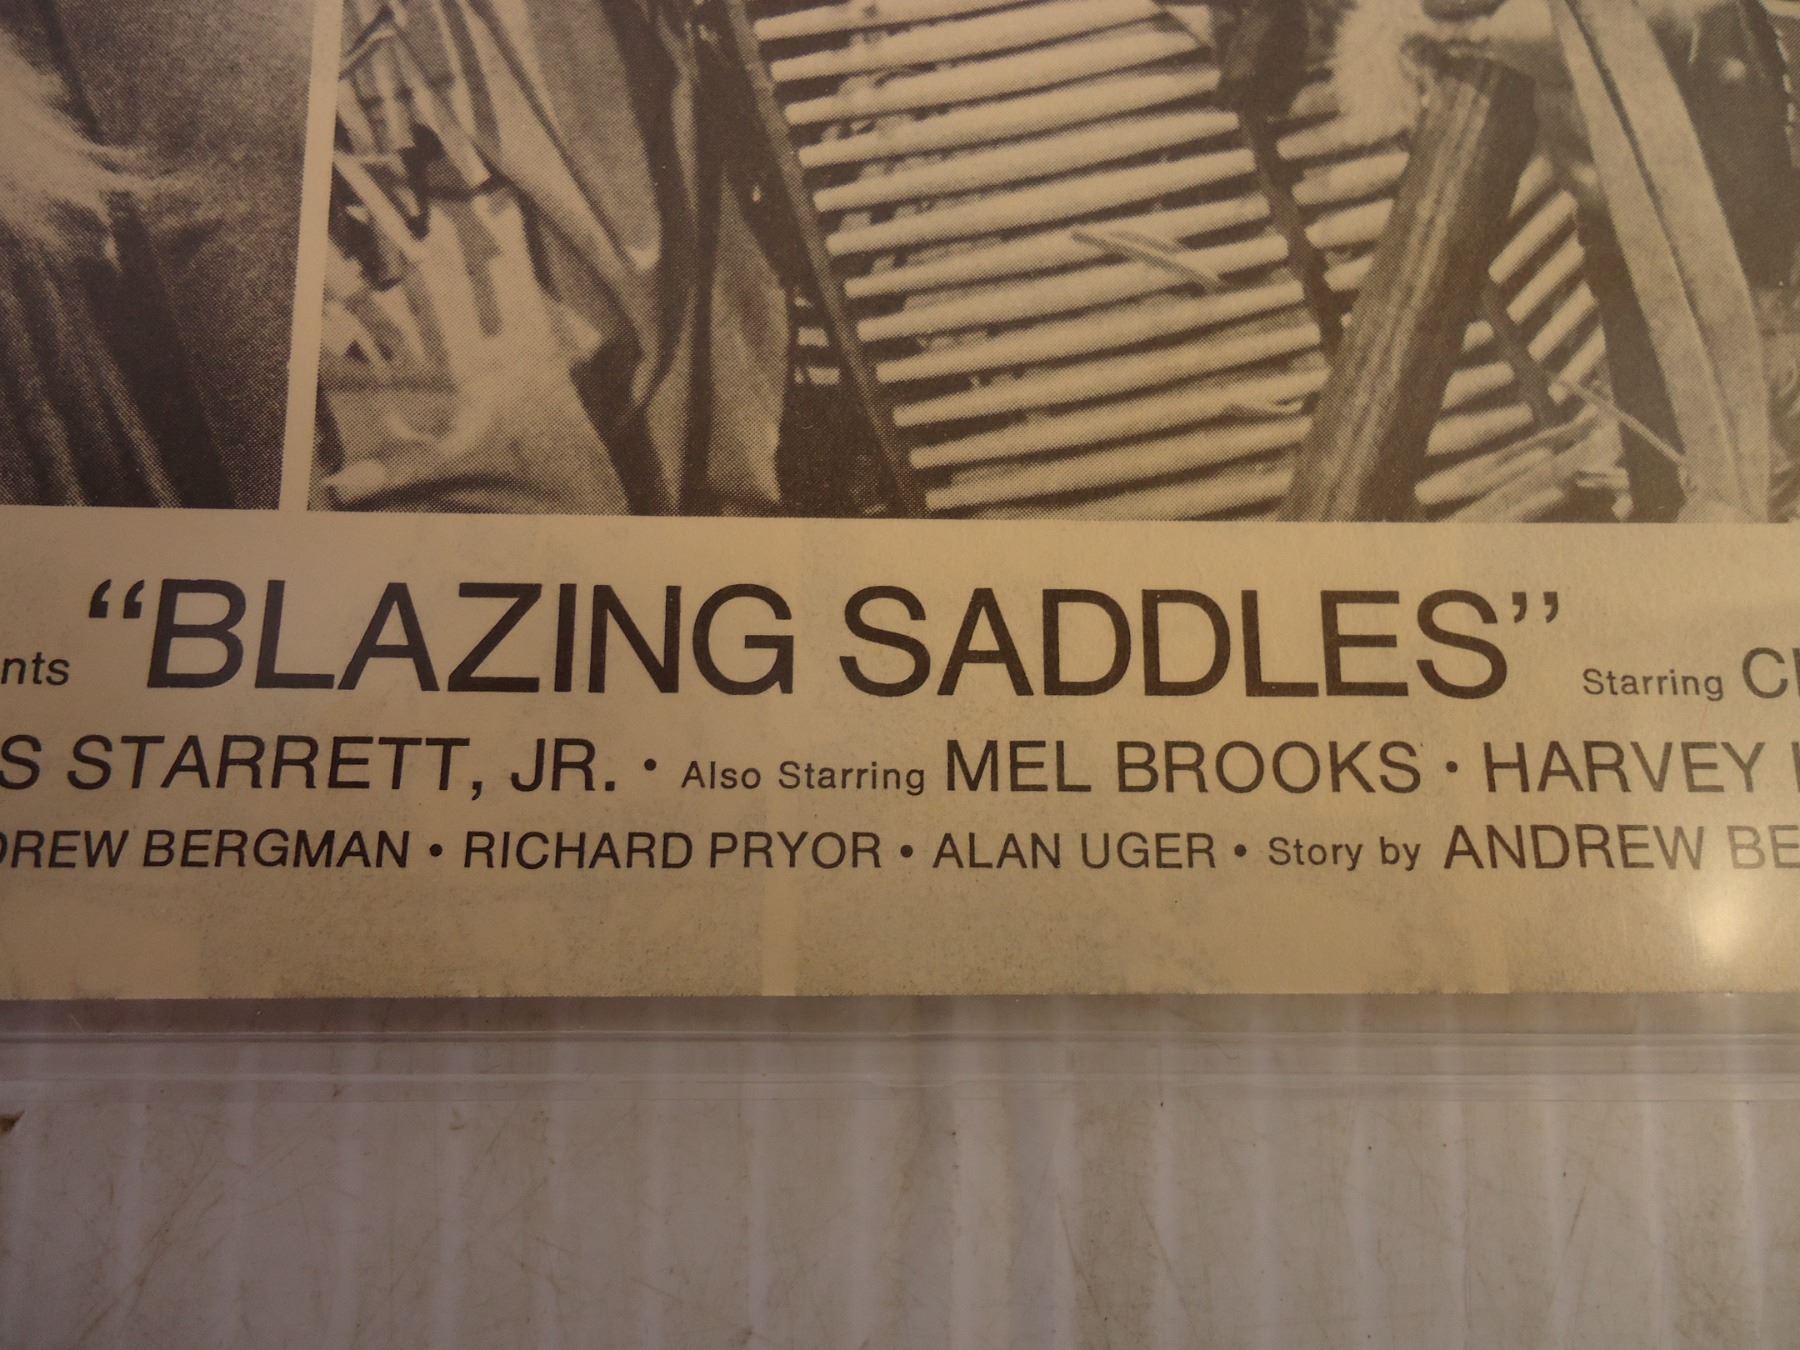 nts “BLAZING SADDLES” Starring
S STARRETT, JR. • Also Starring MEL BROOKS • HARVEY
DREW BERGMAN • RICHARD PRYOR • ALAN UGER • Story by ANDREW BE